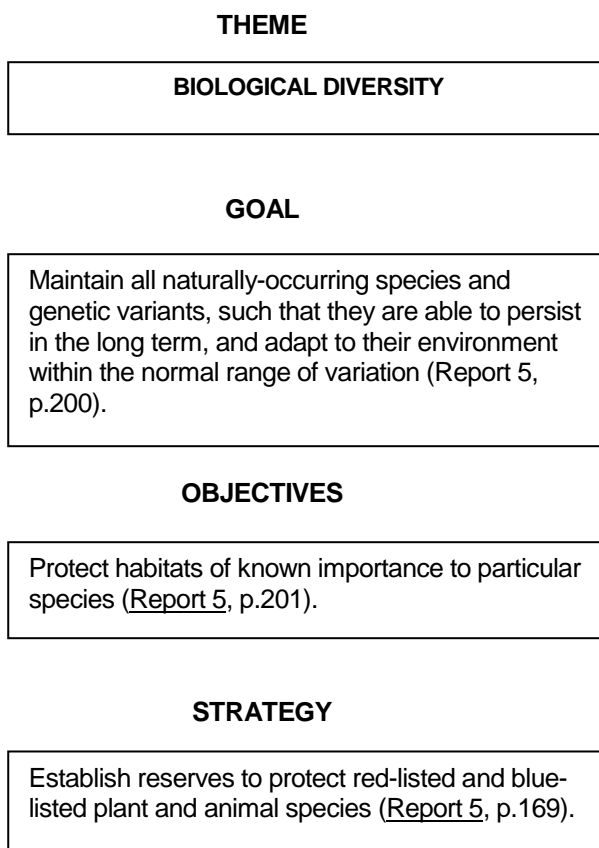 THEME
BIOLOGICAL DIVERSITY
GOAL
Maintain all naturally-occurring species and
genetic variants, such that they are able to persist
in the long term, and adapt to their environment
within the normal range of variation (Report 5,
p.200).
OBJECTIVES
Protect habitats of known importance to particular
species (Report 5, p.201).
STRATEGY
Establish reserves to protect red-listed and blue-
listed plant and animal species (Report 5, p.169).